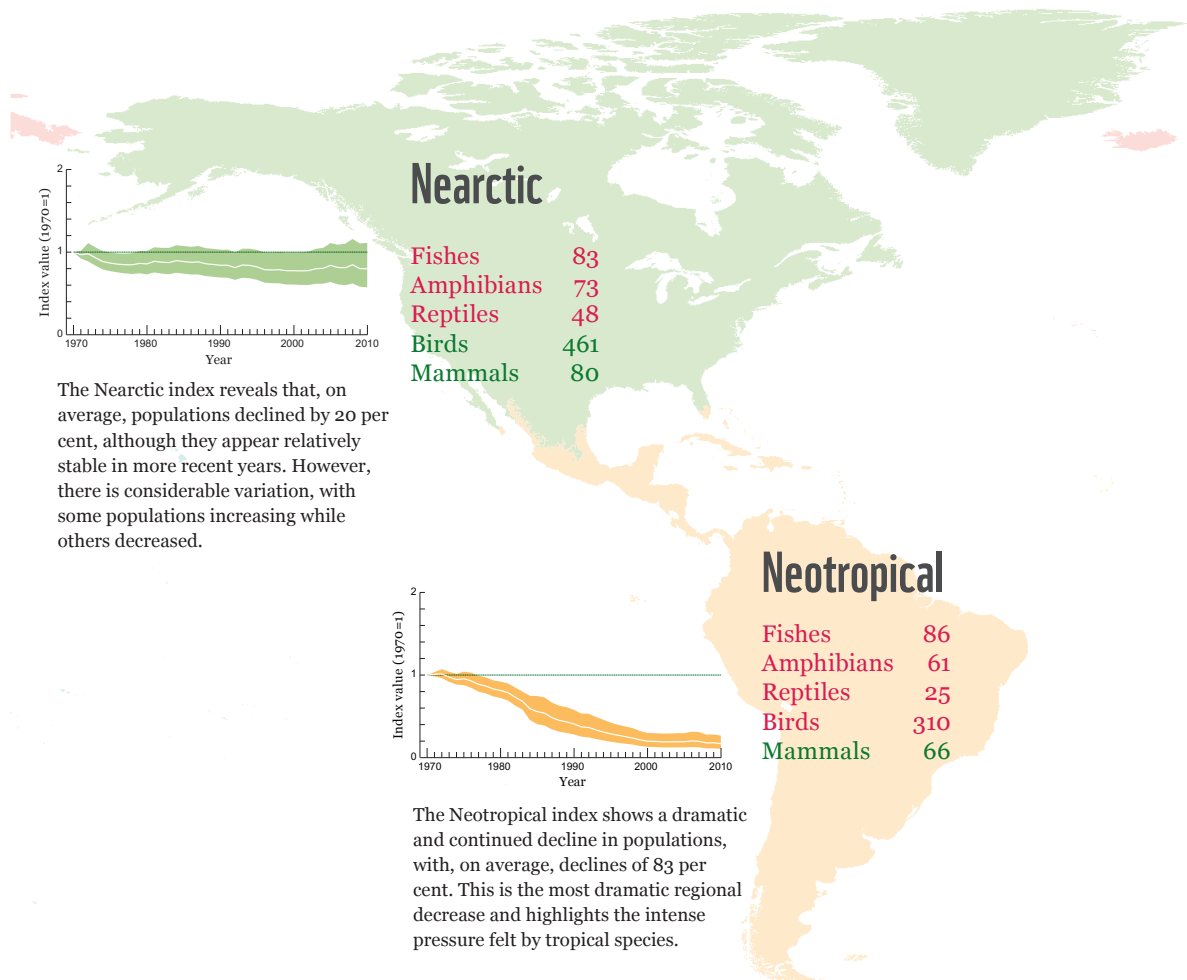 Nearctic
Fishes 83
Amphibians 73
Reptiles 48
Birds 461
Mammals 80
2
1
0
Index value (1970=1)
1970 1980 1990 2000 2010
Year
The Nearctic index reveals that, on
average, populations declined by 20 per
cent, although they appear relatively
stable in more recent years. However,
there is considerable variation, with
some populations increasing while
others decreased.
Neotropical
Fishes 86
Amphibians 61
Reptiles 25
Birds 310
Mammals 66
2
1
0
Index value (1970=1)
1970 1980 1990 2000 2010
Year
The Neotropical index shows a dramatic
and continued decline in populations,
with, on average, declines of 83 per
cent. This is the most dramatic regional
decrease and highlights the intense
pressure felt by tropical species.